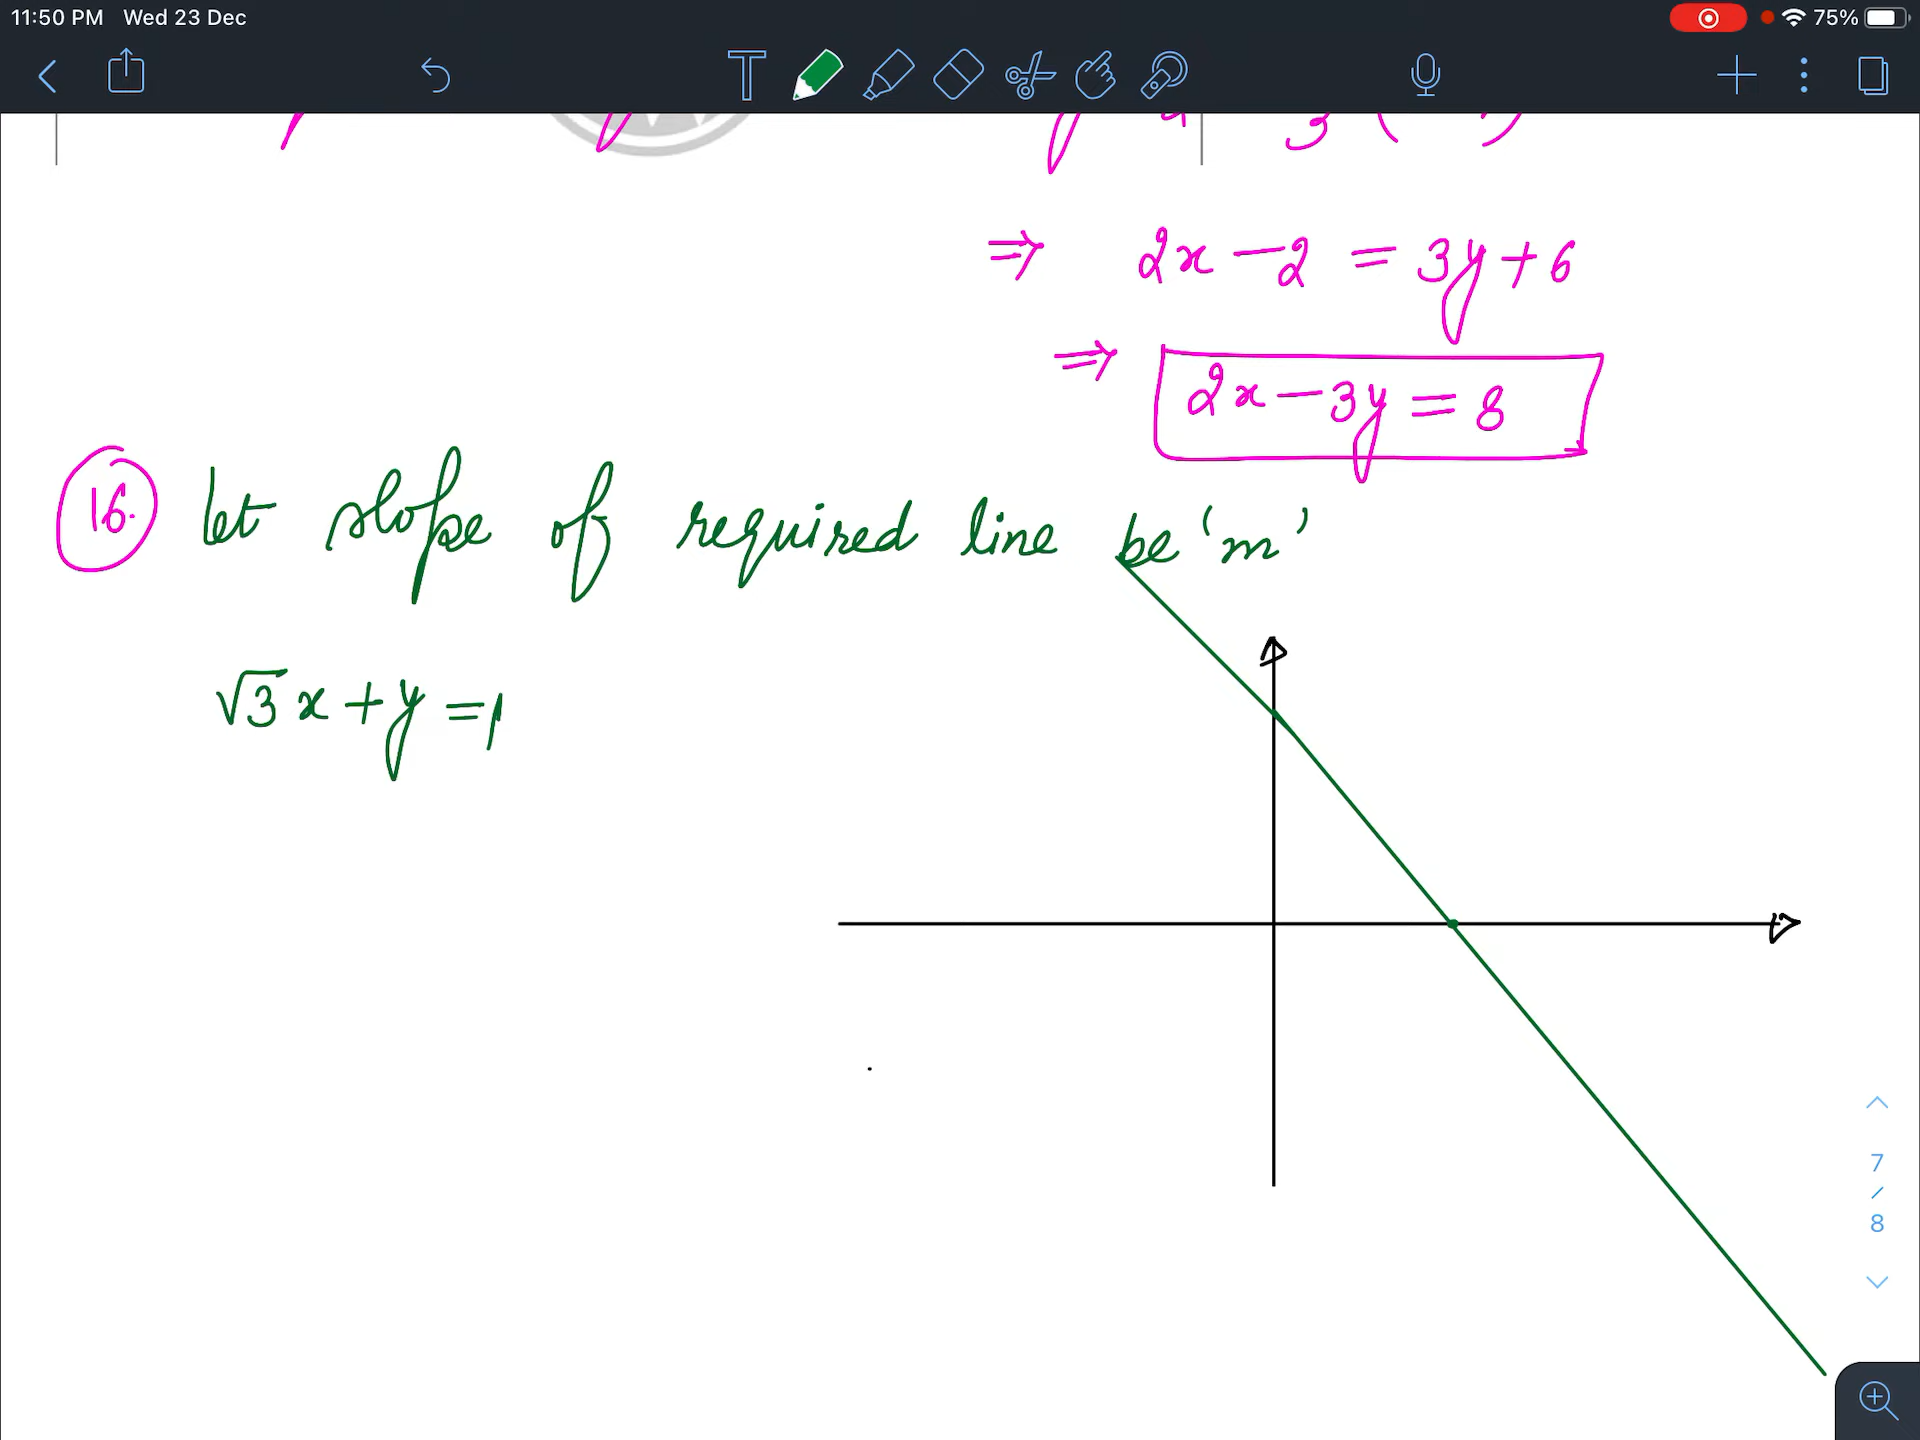 11:50 PM Wed 23 Dec 75%
T
3
⇒ 2x - 2 = 3y + 6
⇒ 2x - 3y = 8
16. let slope of required line be 'm'
√3x + y = 1
7
/
8